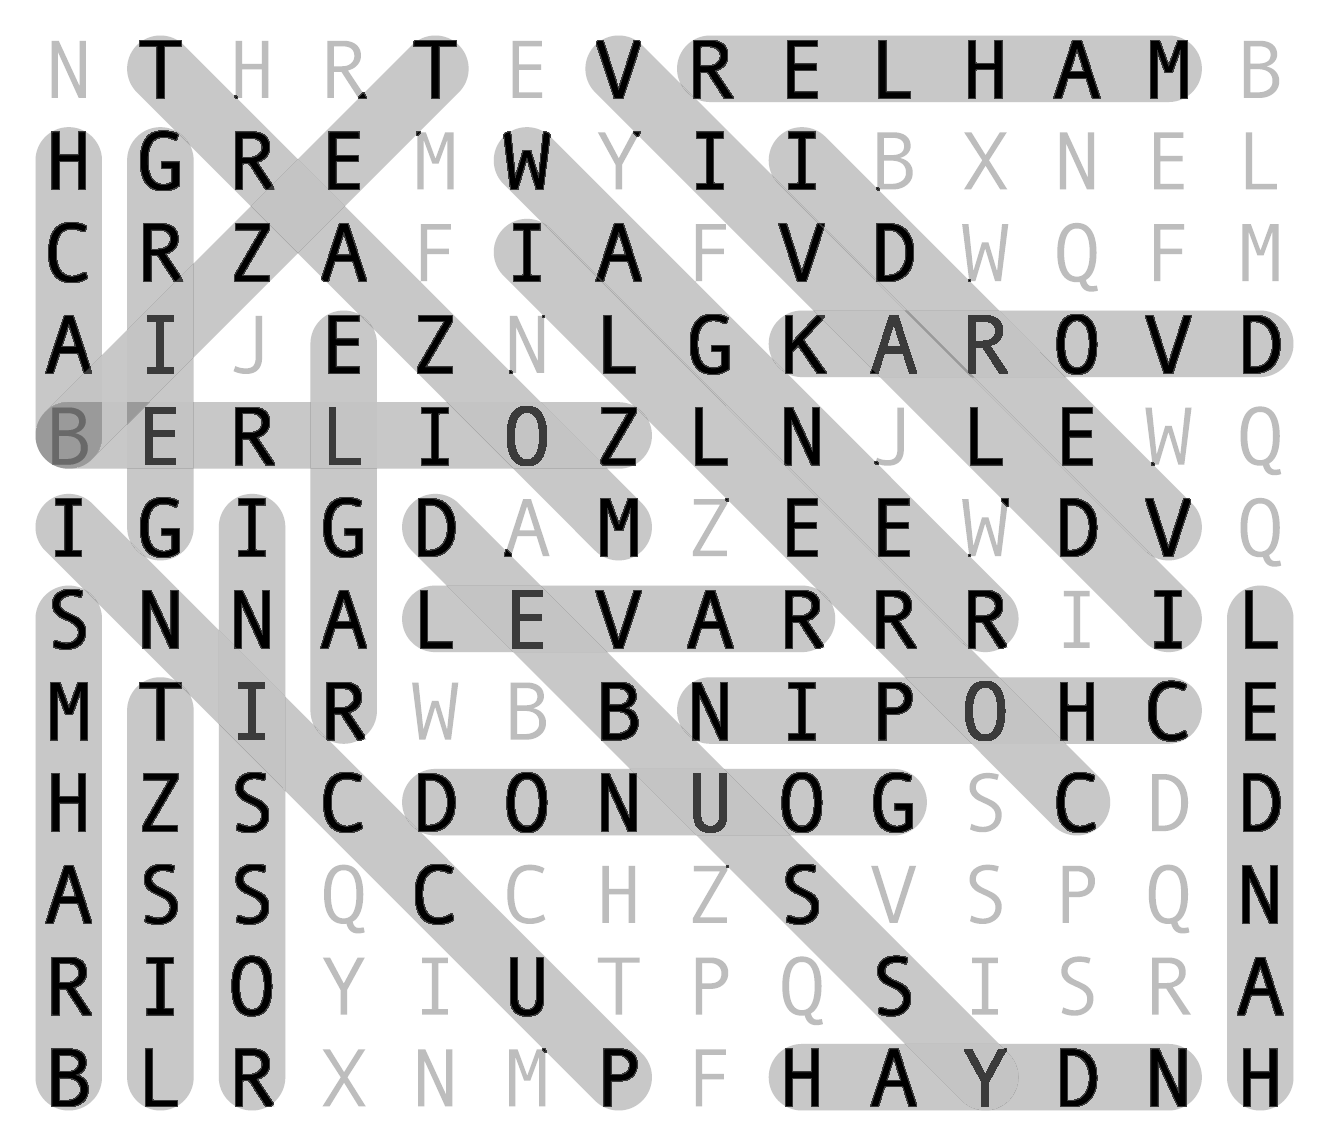 N T H R T E V R E L H A M B
H G R E M W Y I I B X N E L
C R Z A F I A F V D W Q F M
A I J E Z N L G K A R O V D
B E R L I O Z L N J L E W Q
I G I G D A M Z E E W D V Q
S N N A L E V A R R R I I L
M T I R W B B N I P O H C E
H Z S C D O N U O G S C D D
A S S Q C C H Z S V S P Q N
R I O Y I U T P Q S I S R A
B L R X N M P F H A Y D N H